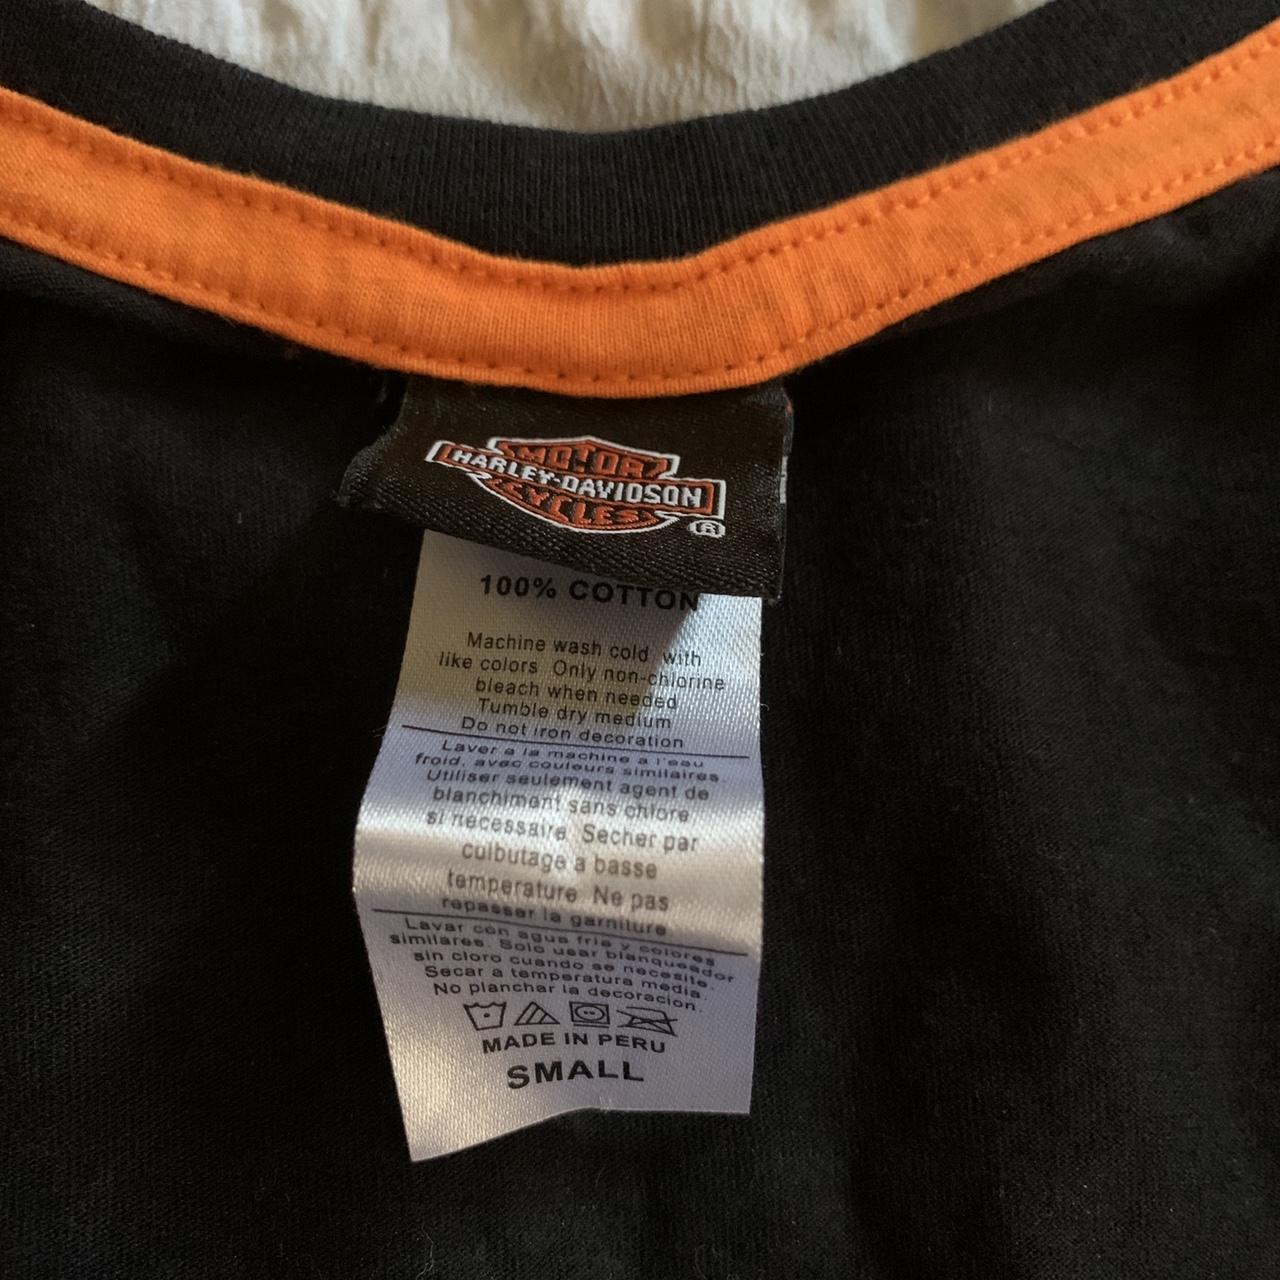 MOTOR
HARLEY-DAVIDSON
CYCLES
®
100% COTTON
Machine wash cold with
like colors Only non-chlorine
bleach when needed
Tumble dry medium
Do not iron decoration
Laver a la machine a l'eau
froid, avec couleurs similaires.
Utiliser seulement agent de
blanchiment sans chlore
si necessaire. Secher par
culbutage a basse
temperature Ne pas
repasser la garniture
Lavar con agua fria y colores
similares. Solo usar blanqueador
sin cloro cuando se necesite.
Secar a temperatura media.
No planchar la decoracion.
MADE IN PERU
SMALL